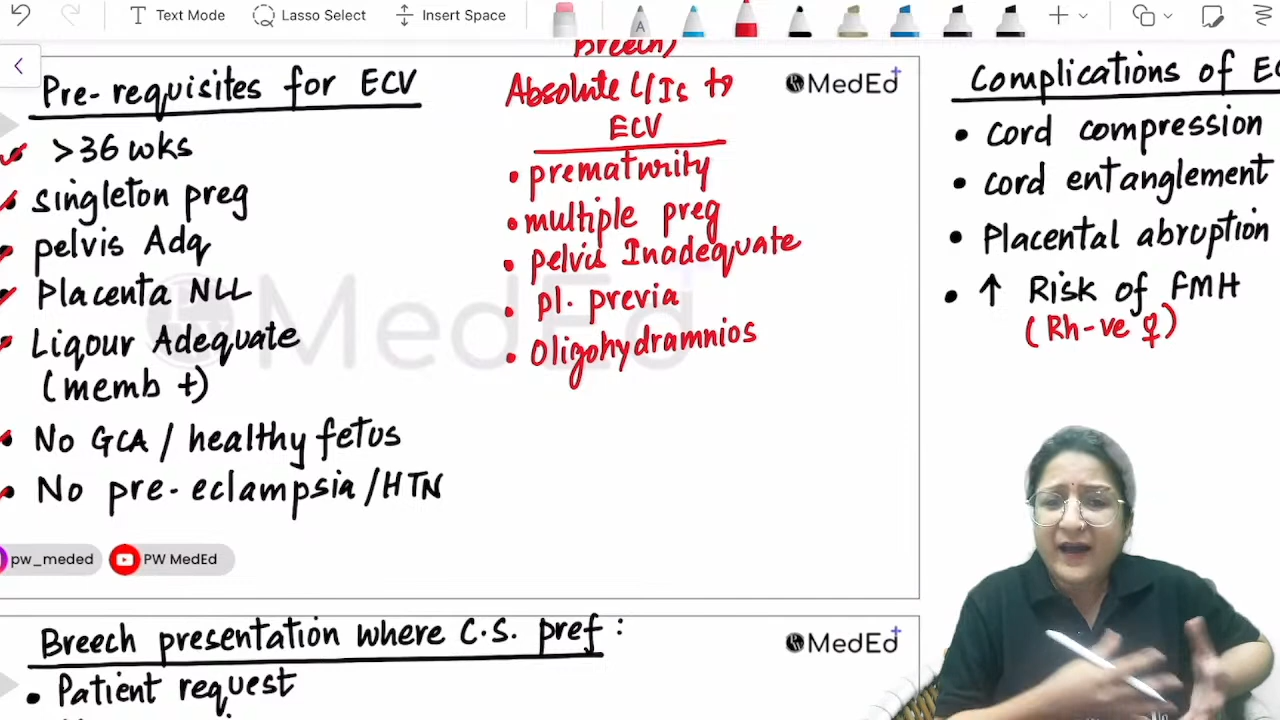 Text Mode
Lasso Select
Insert Space
Breech)
Pre-requisites for ECV
>36 wks
singleton preg
pelvis Adq
Placenta NLL
Liqour Adequate
(memb +)
No GCA / healthy fetus
No pre-eclampsia/HTN
Absolute C/Is to
ECV
prematurity
multiple preg
pelvis Inadequate
pl. previa
Oligohydramnios
MedEd+
MedEd
Complications of EC
Cord compression
Cord entanglement
Placental abruption
↑ Risk of FMH
(Rh-ve ♀)
pw_meded
PW MedEd
Breech presentation where C.S. pref :
MedEd+
Patient request